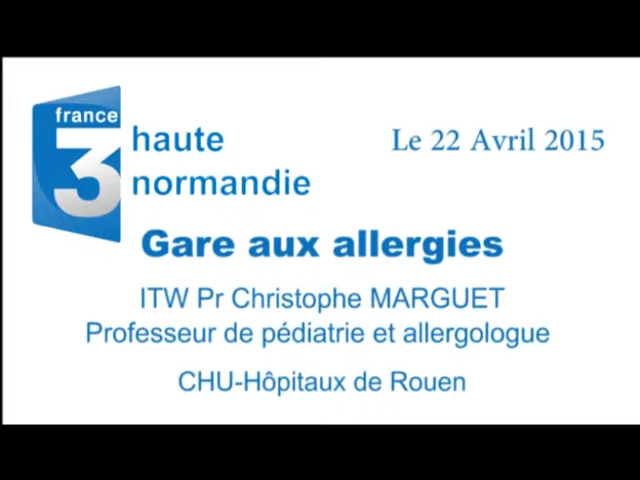 france
3
haute
normandie
Le 22 Avril 2015
Gare aux allergies
ITW Pr Christophe MARGUET
Professeur de pédiatrie et allergologue
CHU-Hôpitaux de Rouen